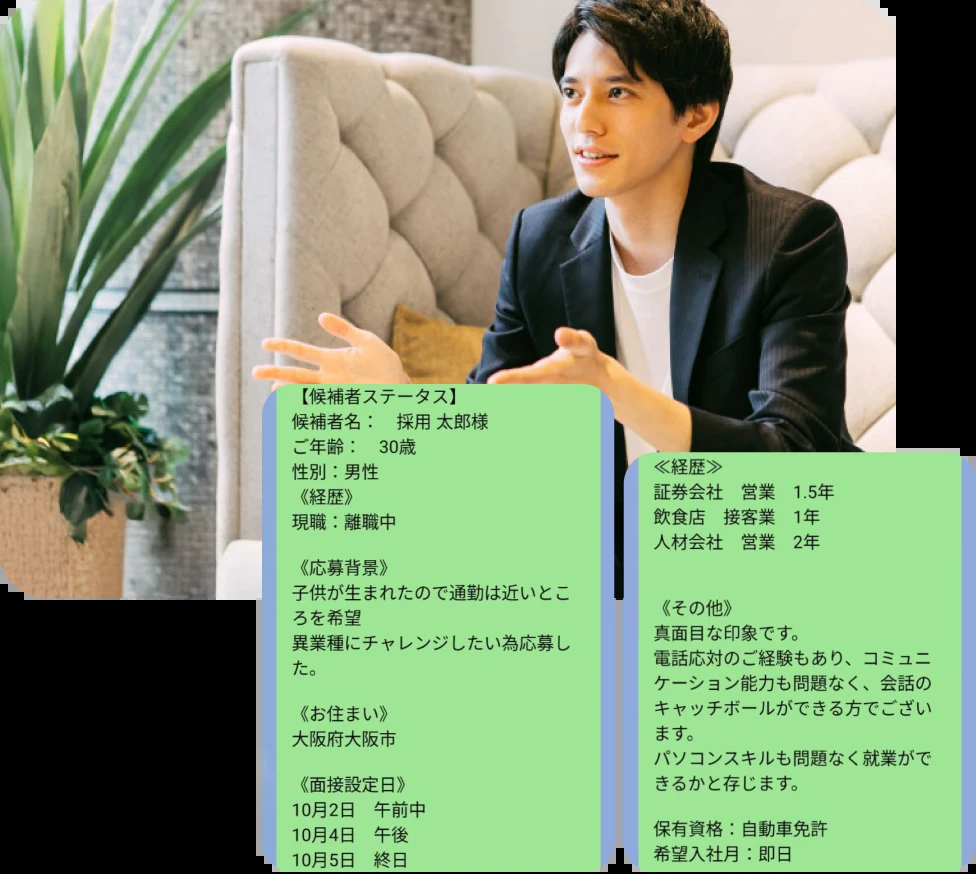 【候補者ステータス】
候補者名：　採用 太郎様
ご年齢：　30歳
性別：男性
《経歴》
現職：離職中
《応募背景》
子供が生まれたので通勤は近いとこ
ろを希望
異業種にチャレンジしたい為応募し
た。
《お住まい》
大阪府大阪市
《面接設定日》
10月2日　午前中
10月4日　午後
10月5日　終日
≪経歴≫
証券会社　営業　1.5年
飲食店　接客業　1年
人材会社　営業　2年
《その他》
真面目な印象です。
電話応対のご経験もあり、コミュニ
ケーション能力も問題なく、会話の
キャッチボールができる方でござい
ます。
パソコンスキルも問題なく就業がで
きるかと存じます。
保有資格：自動車免許
希望入社月：即日